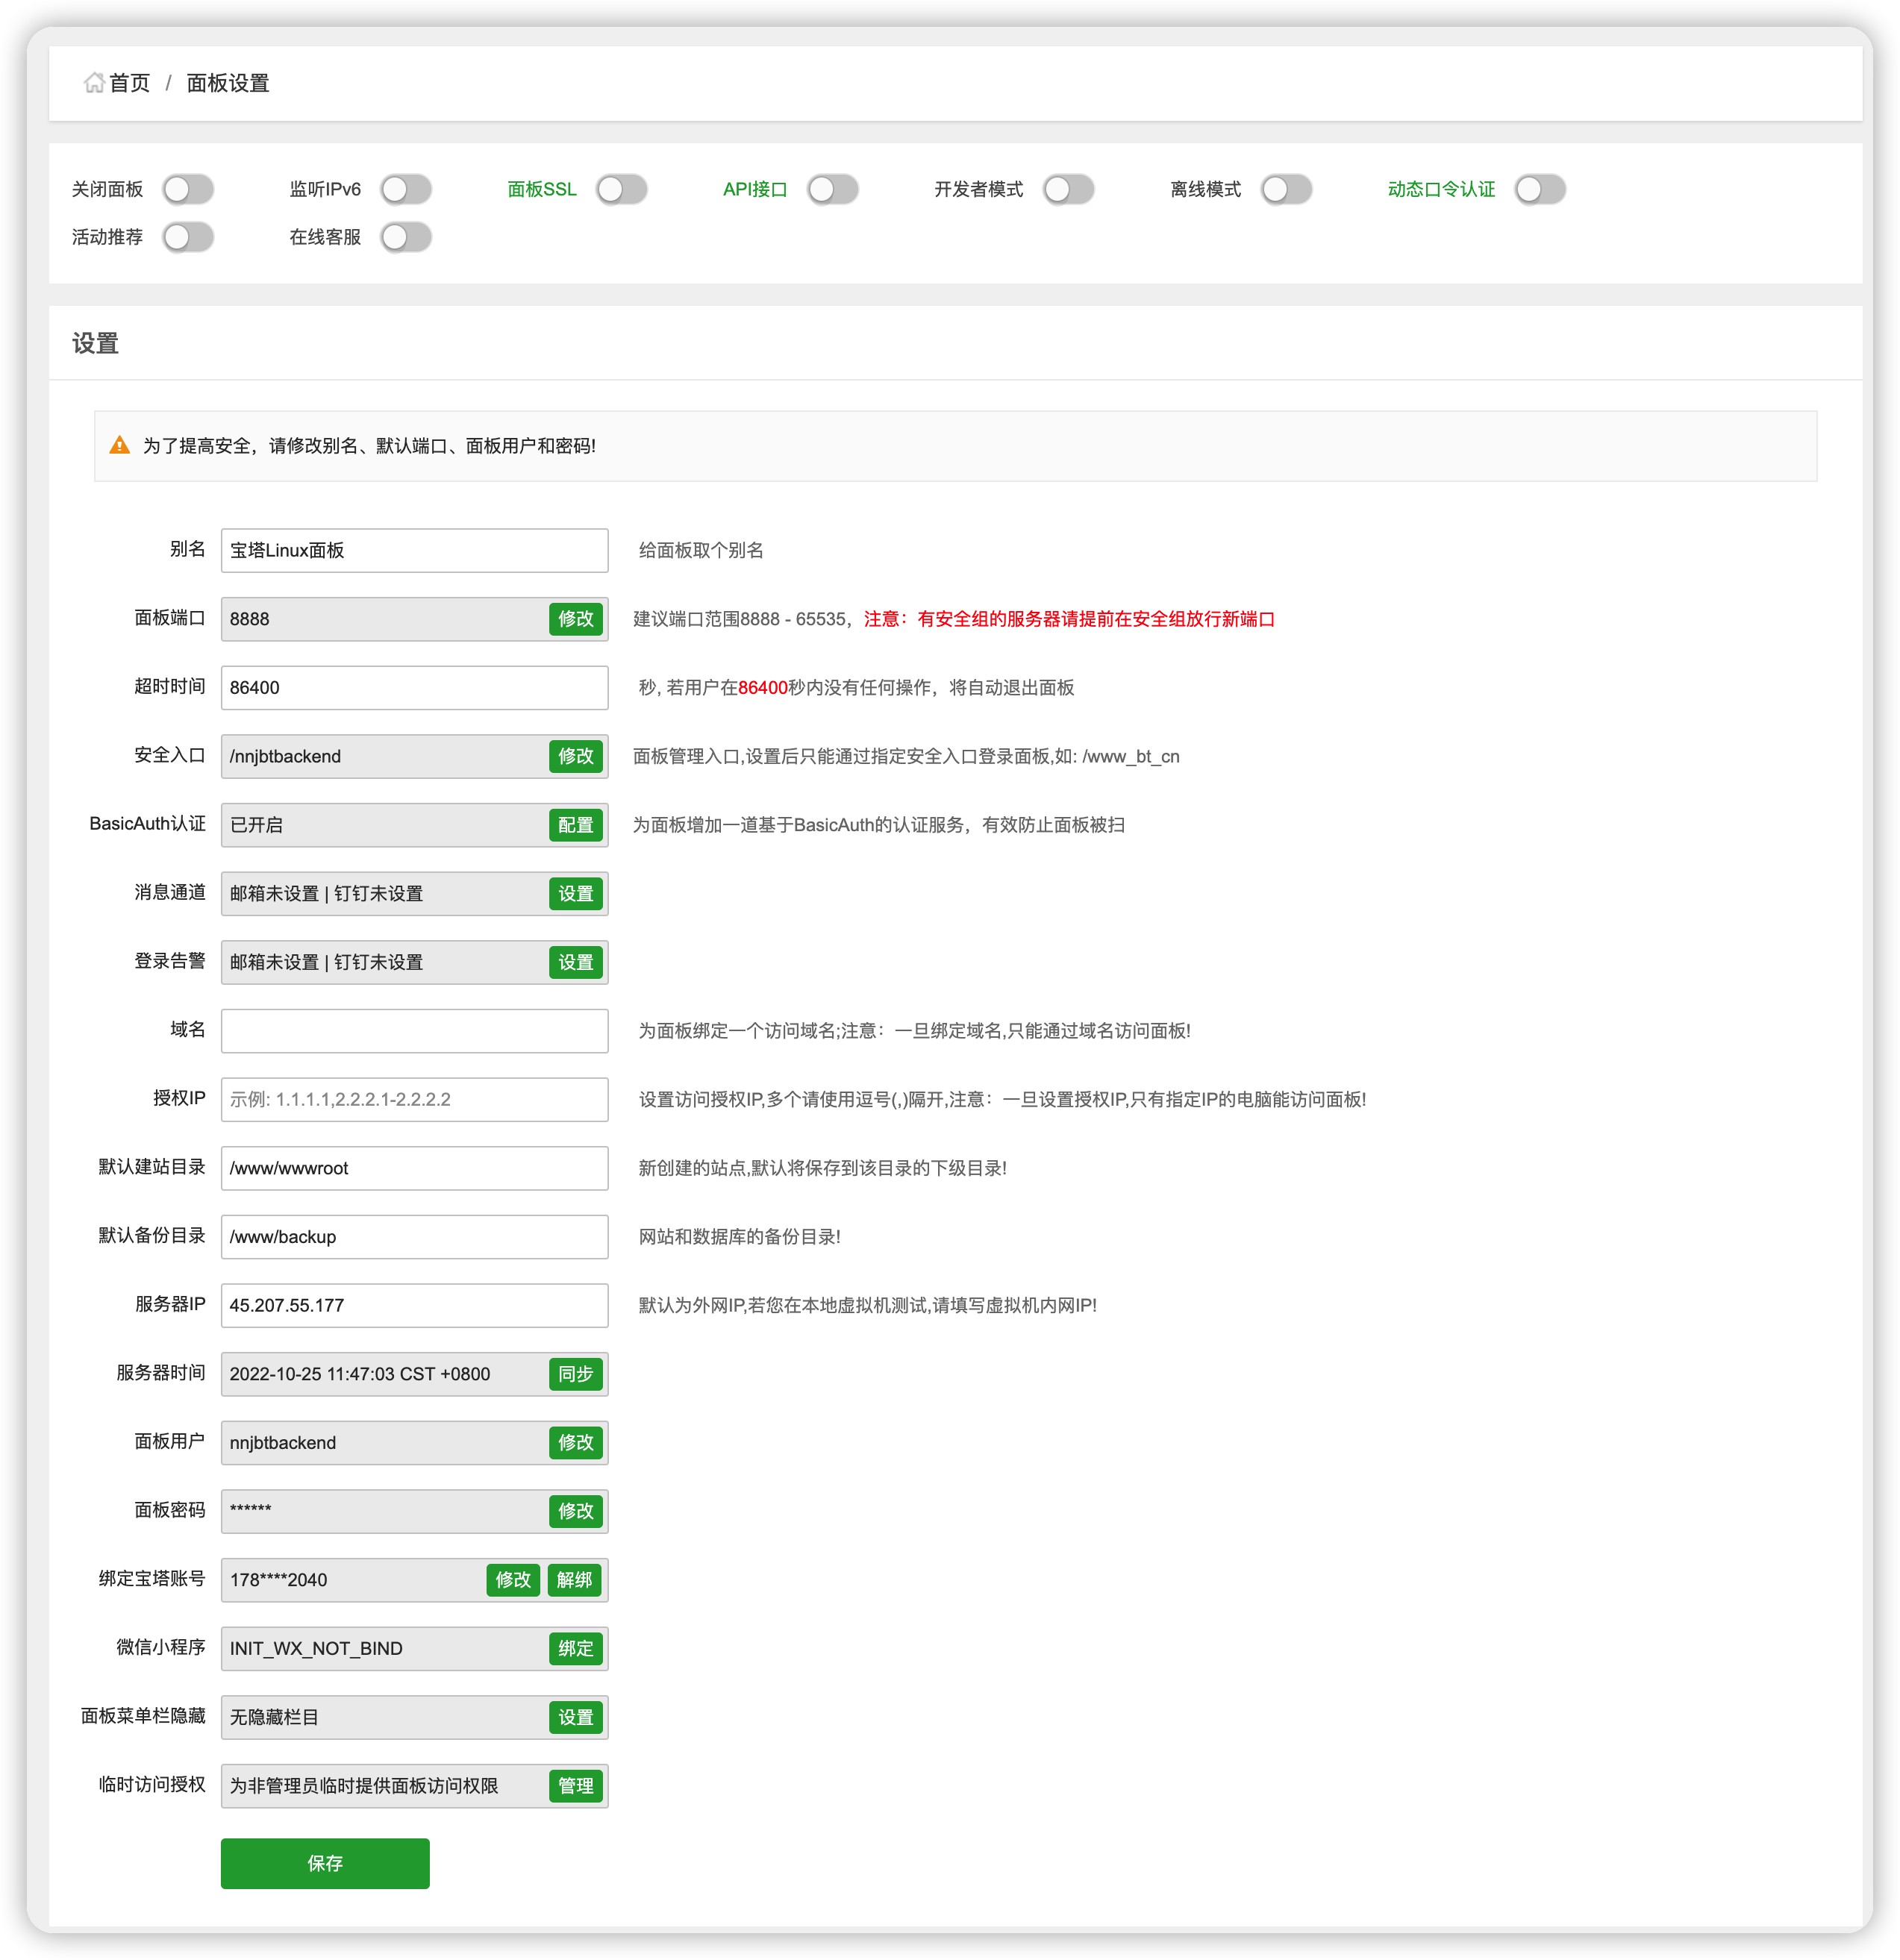 首页 / 面板设置
关闭面板 监听IPv6 面板SSL API接口 开发者模式 离线模式 动态口令认证
活动推荐 在线客服
设置
为了提高安全，请修改别名、默认端口、面板用户和密码!
别名 宝塔Linux面板 给面板取个别名
面板端口 8888 修改 建议端口范围8888 - 65535，注意：有安全组的服务器请提前在安全组放行新端口
超时时间 86400 秒, 若用户在86400秒内没有任何操作，将自动退出面板
安全入口 /nnjbtbackend 修改 面板管理入口,设置后只能通过指定安全入口登录面板,如: /www_bt_cn
BasicAuth认证 已开启 配置 为面板增加一道基于BasicAuth的认证服务，有效防止面板被扫
消息通道 邮箱未设置 | 钉钉未设置 设置
登录告警 邮箱未设置 | 钉钉未设置 设置
域名 为面板绑定一个访问域名;注意：一旦绑定域名,只能通过域名访问面板!
授权IP 示例: 1.1.1.1,2.2.2.1-2.2.2.2 设置访问授权IP,多个请使用逗号(,)隔开,注意：一旦设置授权IP,只有指定IP的电脑能访问面板!
默认建站目录 /www/wwwroot 新创建的站点,默认将保存到该目录的下级目录!
默认备份目录 /www/backup 网站和数据库的备份目录!
服务器IP 45.207.55.177 默认为外网IP,若您在本地虚拟机测试,请填写虚拟机内网IP!
服务器时间 2022-10-25 11:47:03 CST +0800 同步
面板用户 nnjbtbackend 修改
面板密码 ****** 修改
绑定宝塔账号 178****2040 修改 解绑
微信小程序 INIT_WX_NOT_BIND 绑定
面板菜单栏隐藏 无隐藏栏目 设置
临时访问授权 为非管理员临时提供面板访问权限 管理
保存